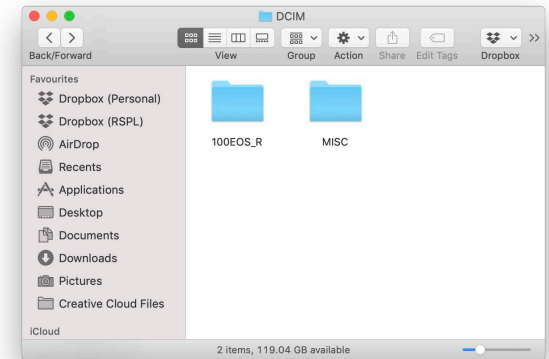 DCIM
Back/Forward View Group Action Share Edit Tags Dropbox
Favourites
Dropbox (Personal)
Dropbox (RSPL)
AirDrop
Recents
Applications
Desktop
Documents
Downloads
Pictures
Creative Cloud Files
iCloud
100EOS_R MISC
2 items, 119.04 GB available